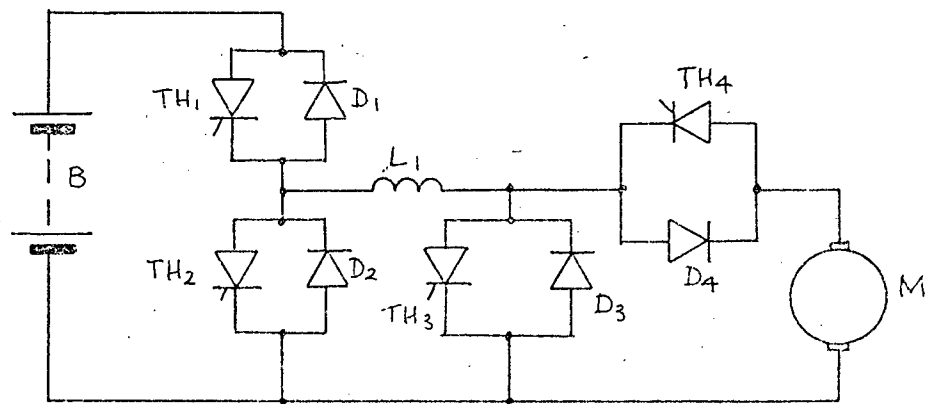 TH₄
TH₁
D₁
L₁
B
TH₂
D₂
D₄
M
TH₃
D₃